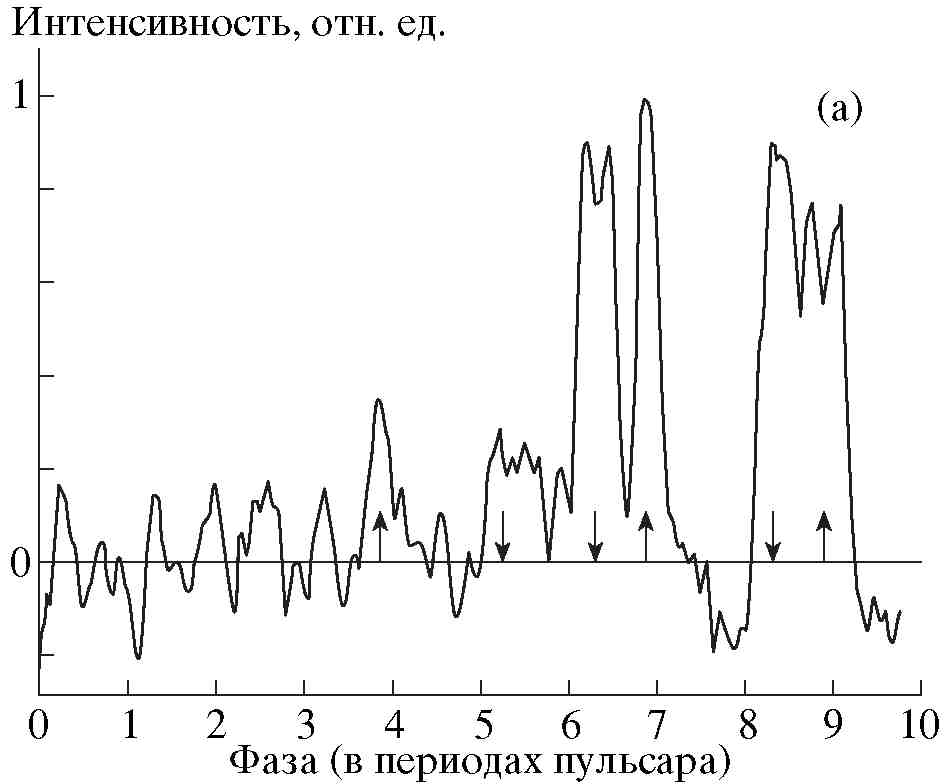 Интенсивность, отн. ед.
(а)
1
0
0 1 2 3 4 5 6 7 8 9 10
Фаза (в периодах пульсара)